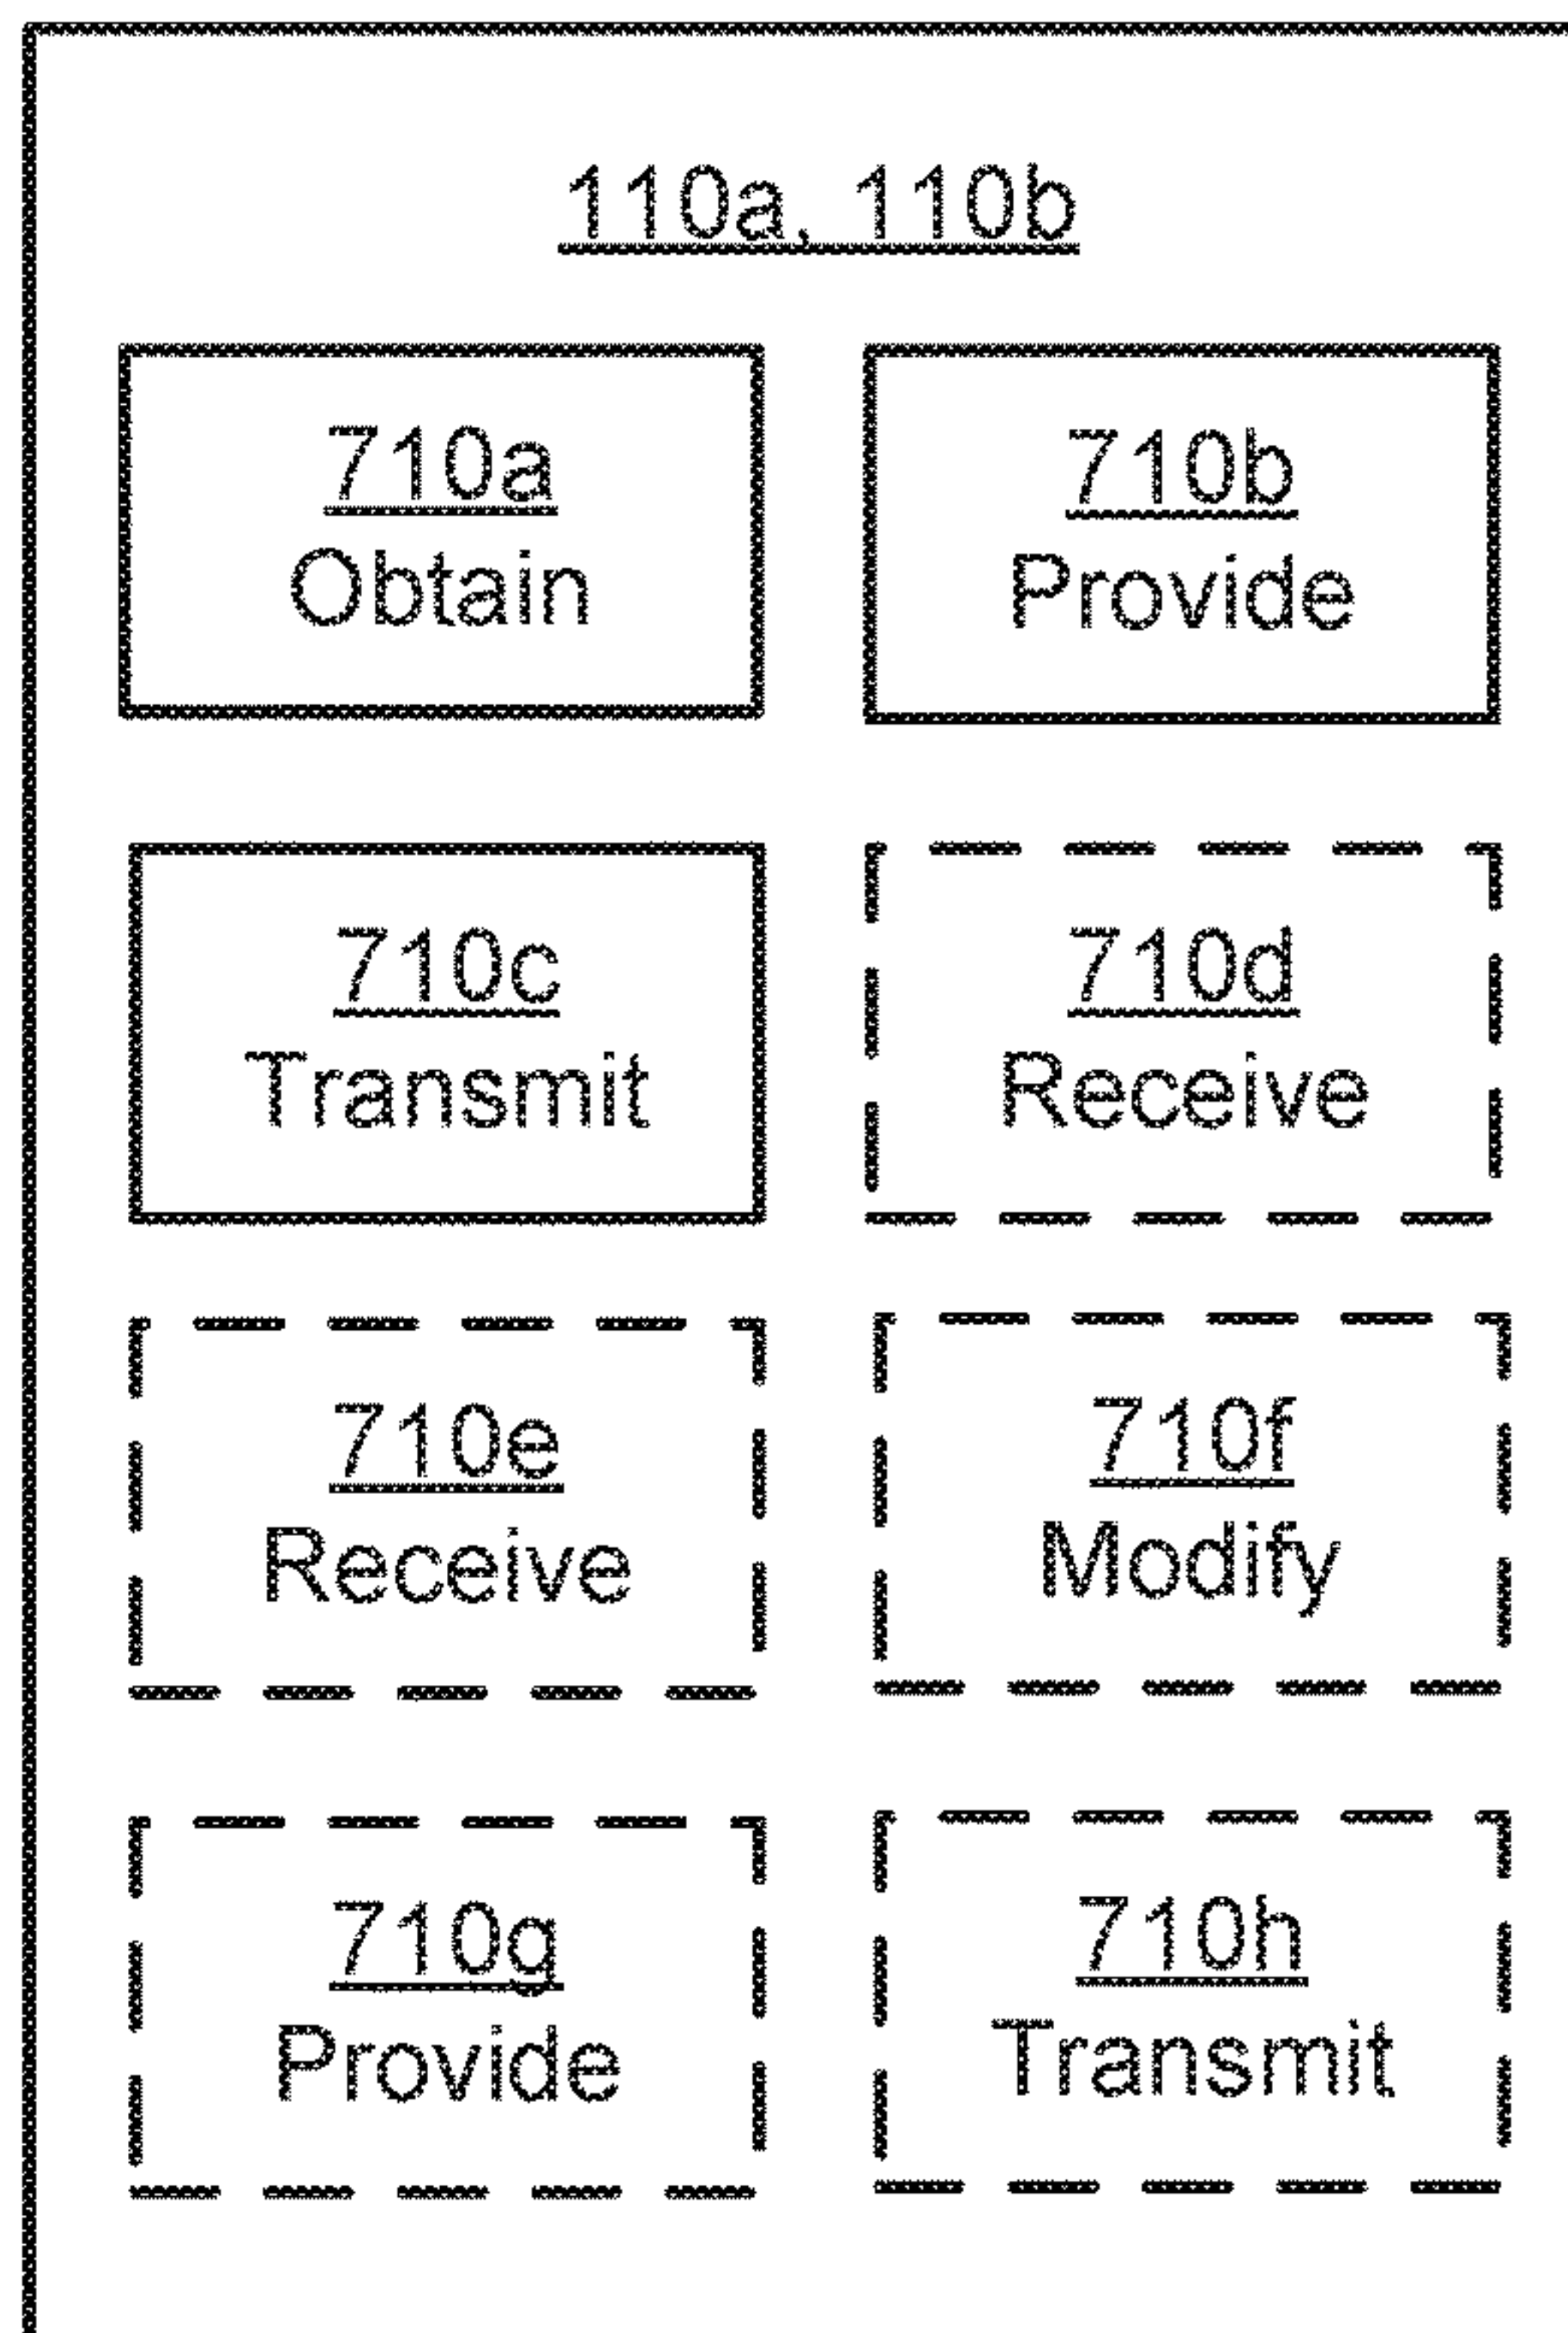 110a, 110b
710a
Obtain
710b
Provide
710c
Transmit
710d
Receive
710e
Receive
710f
Modify
710g
Provide
710h
Transmit